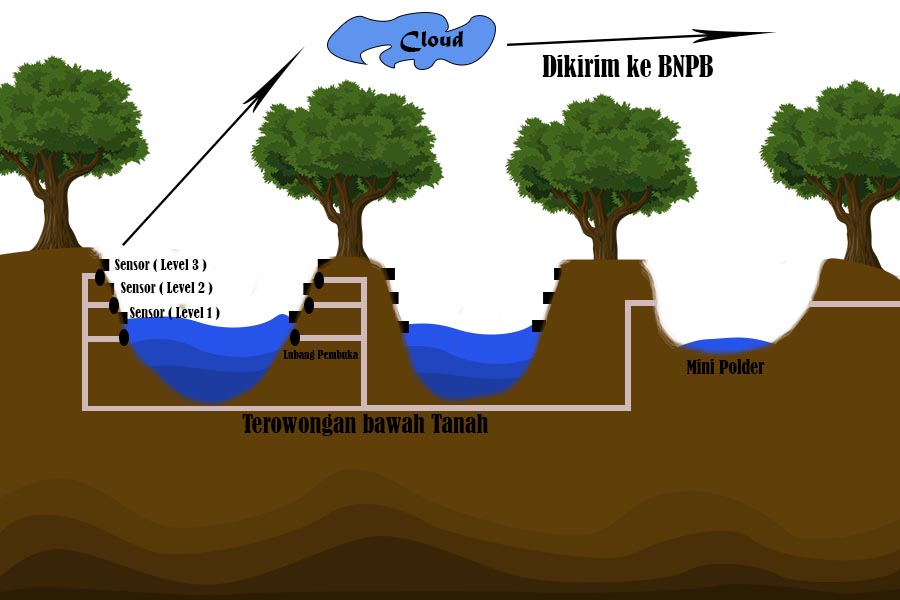 Cloud
Dikirim ke BNPB
Sensor ( Level 3 )
Sensor ( Level 2 )
Sensor ( Level 1 )
Lubang Pembuka
Mini Polder
Terowongan bawah Tanah